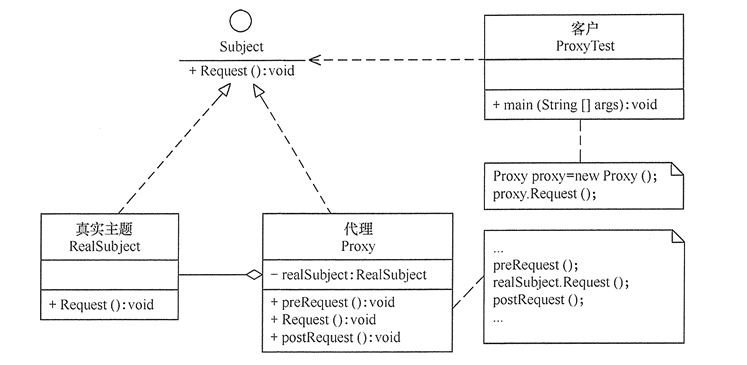 Subject
+ Request():void
客户
ProxyTest
+ main (String [] args):void
Proxy proxy=new Proxy();
proxy.Request();
真实主题
RealSubject
+ Request():void
代理
Proxy
− realSubject:RealSubject
+ preRequest():void
+ Request():void
+ postRequest():void
...
preRequest();
realSubject.Request();
postRequest();
...